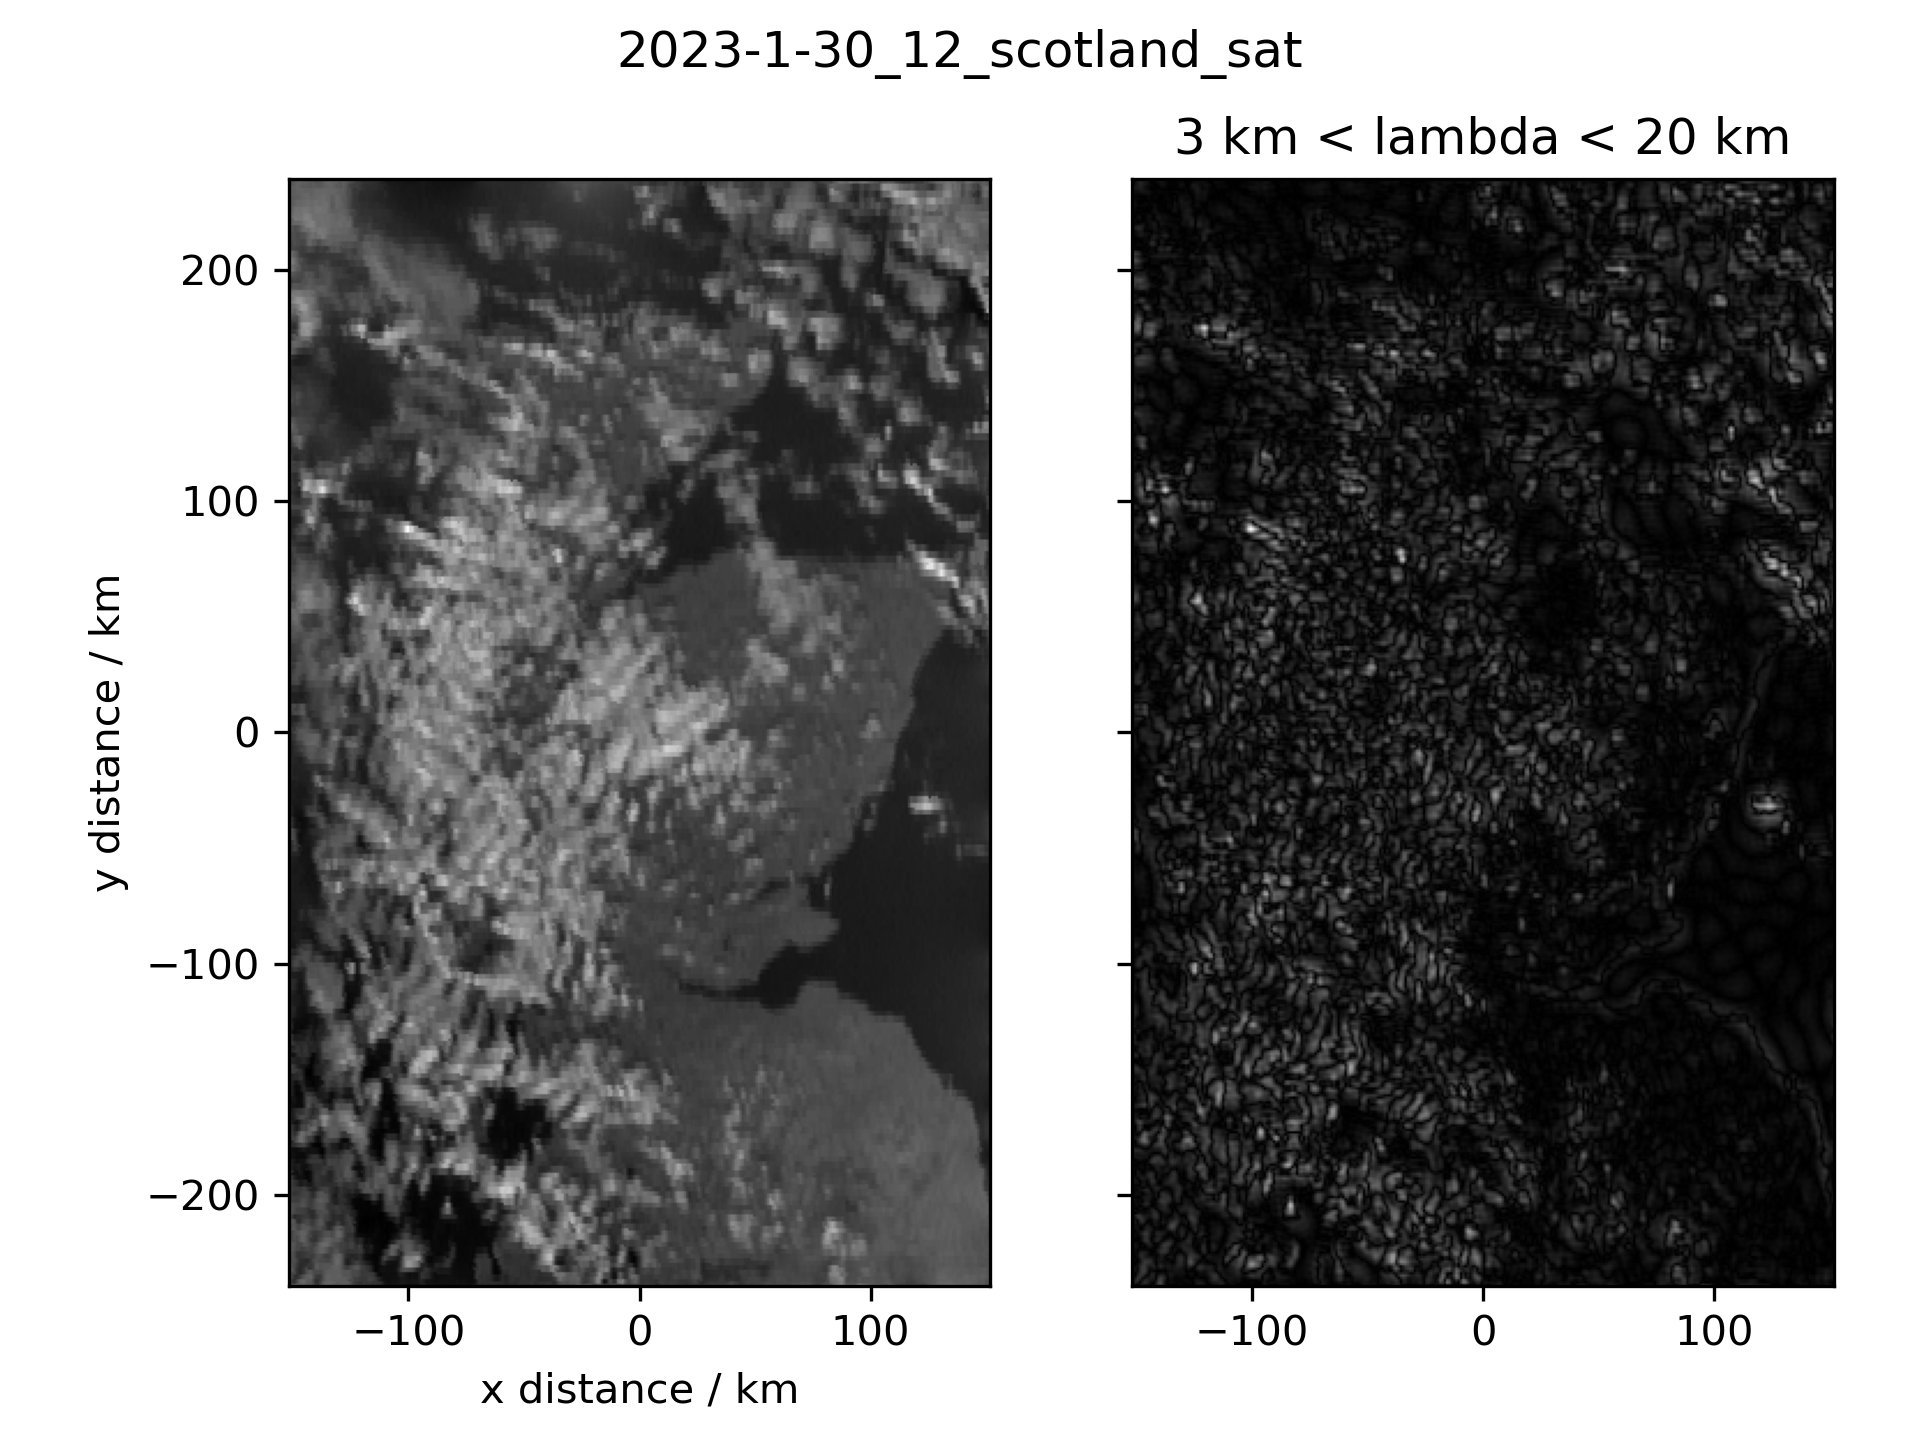 2023-1-30_12_scotland_sat
3 km < lambda < 20 km
200
100
0
−100
−200
y distance / km
−100 0 100
x distance / km
−100 0 100